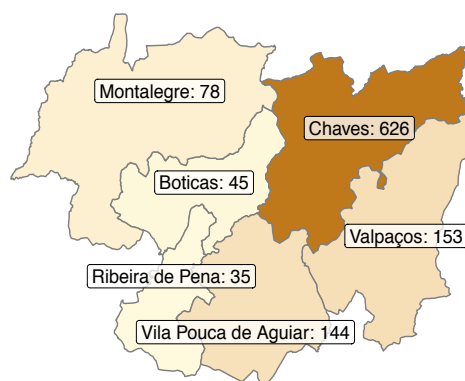 Montalegre: 78
Chaves: 626
Boticas: 45
Valpaços: 153
Ribeira de Pena: 35
Vila Pouca de Aguiar: 144